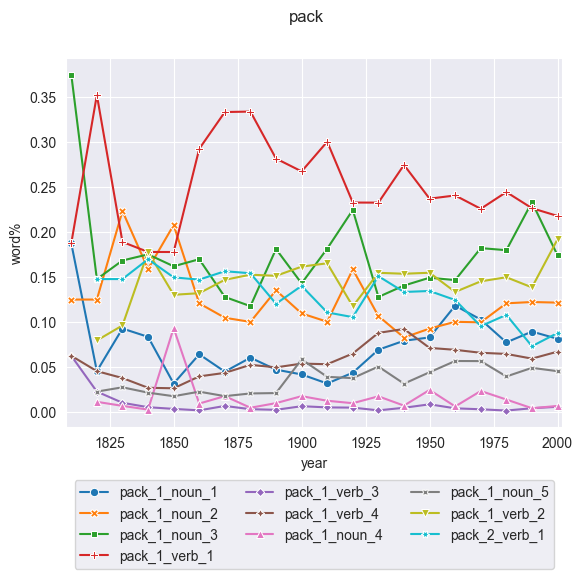 pack
0.35
0.30
0.25
0.20
0.15
0.10
0.05
0.00
word%
1825 1850 1875 1900 1925 1950 1975 2000
year
pack_1_noun_1 pack_1_verb_3 pack_1_noun_5
pack_1_noun_2 pack_1_verb_4 pack_1_verb_2
pack_1_noun_3 pack_1_noun_4 pack_2_verb_1
pack_1_verb_1